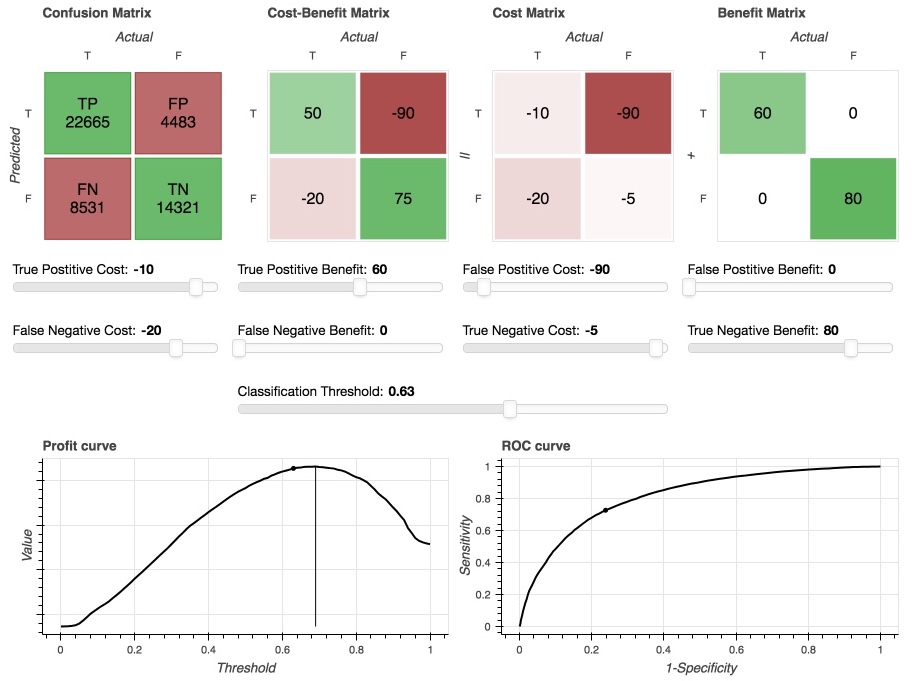 Confusion Matrix
Cost-Benefit Matrix
Cost Matrix
Benefit Matrix
Actual
Actual
Actual
Actual
T F
T F
T F
T F
Predicted
T
TP
22665
FP
4483
F
FN
8531
TN
14321
T
50
-90
F
-20
75
=
T
-10
-90
F
-20
-5
+
T
60
0
F
0
80
True Postitive Cost: -10
True Postitive Benefit: 60
False Postitive Cost: -90
False Postitive Benefit: 0
False Negative Cost: -20
False Negative Benefit: 0
True Negative Cost: -5
True Negative Benefit: 80
Classification Threshold: 0.63
Profit curve
Value
0 0.2 0.4 0.6 0.8 1
Threshold
ROC curve
Sensitivity
1
0.8
0.6
0.4
0.2
0
0 0.2 0.4 0.6 0.8 1
1-Specificity